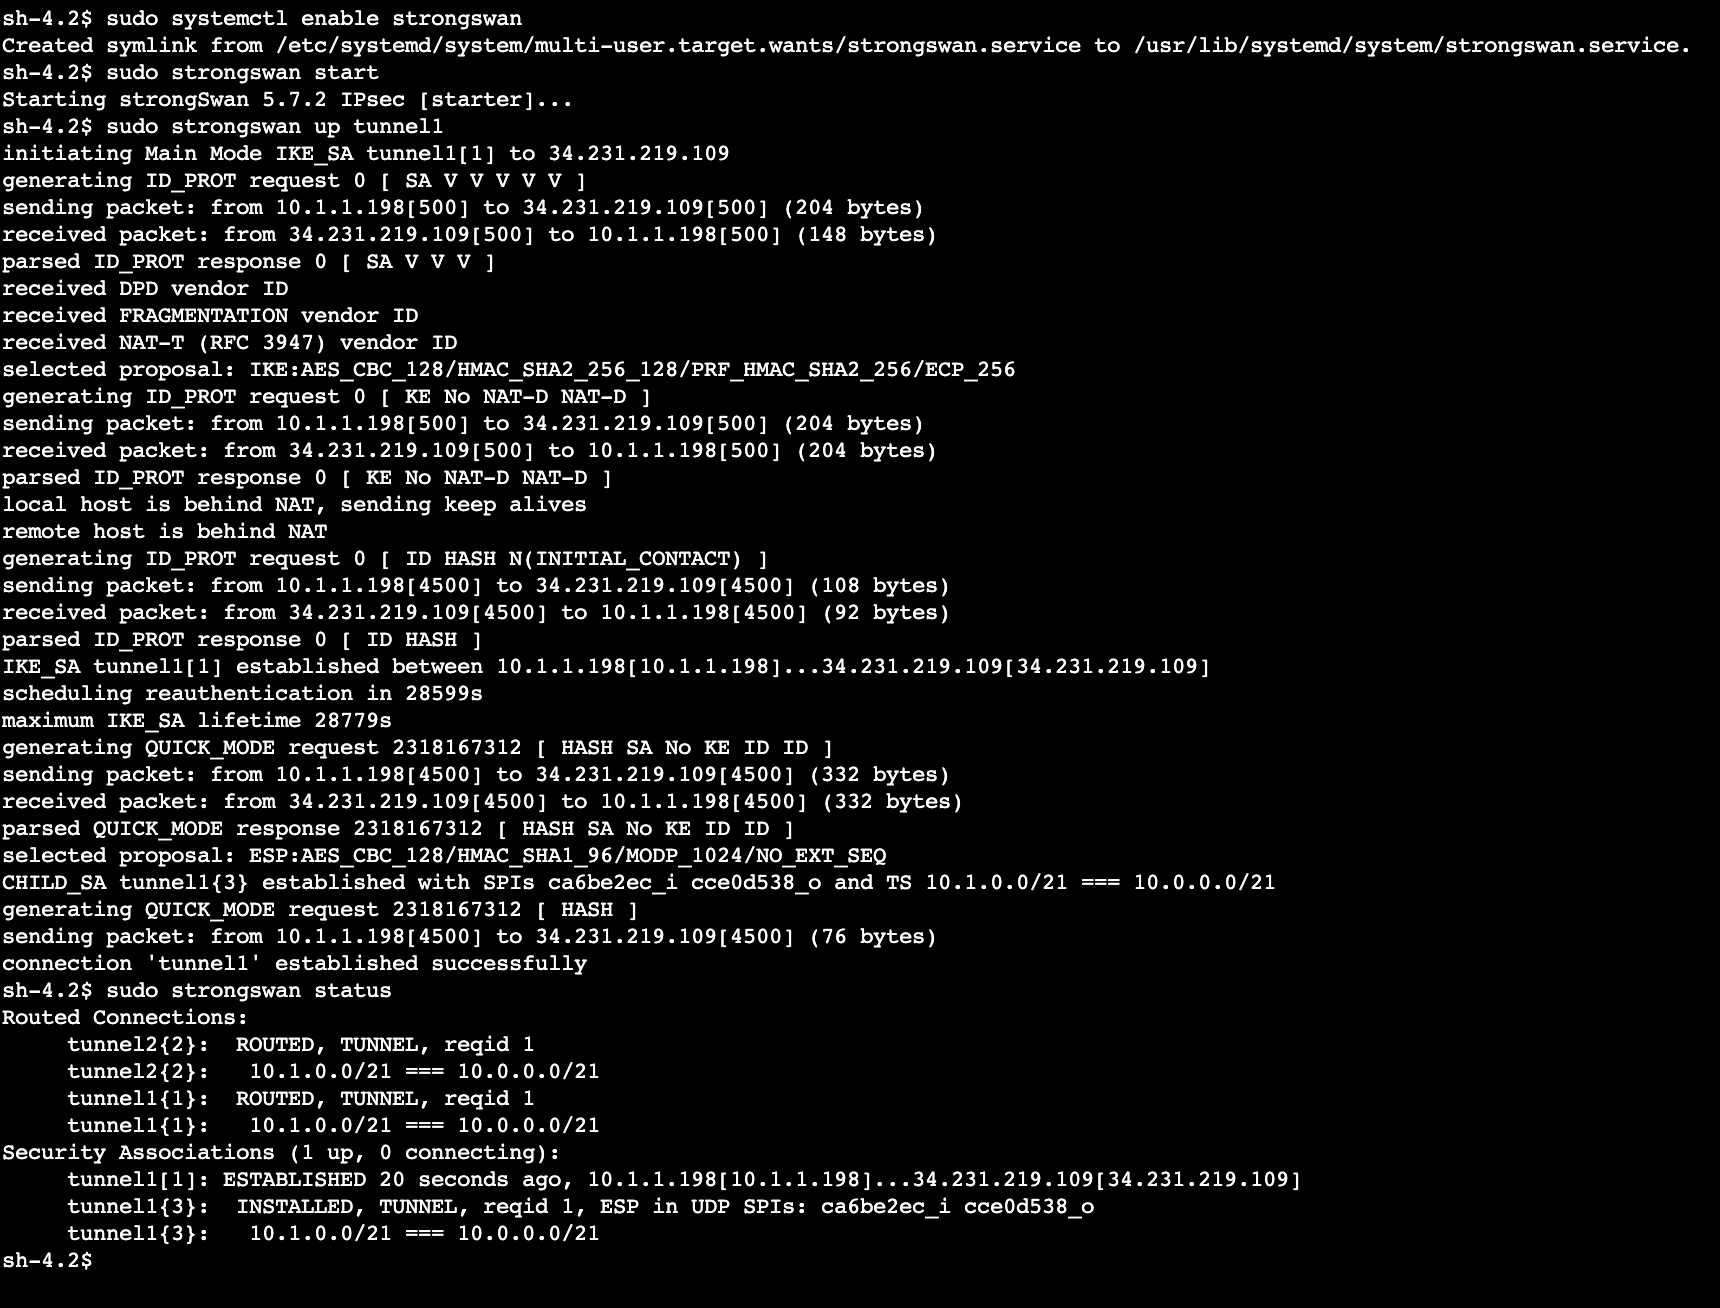 sh-4.2$ sudo systemctl enable strongswan
Created symlink from /etc/systemd/system/multi-user.target.wants/strongswan.service to /usr/lib/systemd/system/strongswan.service.
sh-4.2$ sudo strongswan start
Starting strongSwan 5.7.2 IPsec [starter]...
sh-4.2$ sudo strongswan up tunnel1
initiating Main Mode IKE_SA tunnel1[1] to 34.231.219.109
generating ID_PROT request 0 [ SA V V V V V ]
sending packet: from 10.1.1.198[500] to 34.231.219.109[500] (204 bytes)
received packet: from 34.231.219.109[500] to 10.1.1.198[500] (148 bytes)
parsed ID_PROT response 0 [ SA V V V ]
received DPD vendor ID
received FRAGMENTATION vendor ID
received NAT-T (RFC 3947) vendor ID
selected proposal: IKE:AES_CBC_128/HMAC_SHA2_256_128/PRF_HMAC_SHA2_256/ECP_256
generating ID_PROT request 0 [ KE No NAT-D NAT-D ]
sending packet: from 10.1.1.198[500] to 34.231.219.109[500] (204 bytes)
received packet: from 34.231.219.109[500] to 10.1.1.198[500] (204 bytes)
parsed ID_PROT response 0 [ KE No NAT-D NAT-D ]
local host is behind NAT, sending keep alives
remote host is behind NAT
generating ID_PROT request 0 [ ID HASH N(INITIAL_CONTACT) ]
sending packet: from 10.1.1.198[4500] to 34.231.219.109[4500] (108 bytes)
received packet: from 34.231.219.109[4500] to 10.1.1.198[4500] (92 bytes)
parsed ID_PROT response 0 [ ID HASH ]
IKE_SA tunnel1[1] established between 10.1.1.198[10.1.1.198]...34.231.219.109[34.231.219.109]
scheduling reauthentication in 28599s
maximum IKE_SA lifetime 28779s
generating QUICK_MODE request 2318167312 [ HASH SA No KE ID ID ]
sending packet: from 10.1.1.198[4500] to 34.231.219.109[4500] (332 bytes)
received packet: from 34.231.219.109[4500] to 10.1.1.198[4500] (332 bytes)
parsed QUICK_MODE response 2318167312 [ HASH SA No KE ID ID ]
selected proposal: ESP:AES_CBC_128/HMAC_SHA1_96/MODP_1024/NO_EXT_SEQ
CHILD_SA tunnel1{3} established with SPIs ca6be2ec_i cce0d538_o and TS 10.1.0.0/21 === 10.0.0.0/21
generating QUICK_MODE request 2318167312 [ HASH ]
sending packet: from 10.1.1.198[4500] to 34.231.219.109[4500] (76 bytes)
connection 'tunnel1' established successfully
sh-4.2$ sudo strongswan status
Routed Connections:
     tunnel2{2}:  ROUTED, TUNNEL, reqid 1
     tunnel2{2}:   10.1.0.0/21 === 10.0.0.0/21
     tunnel1{1}:  ROUTED, TUNNEL, reqid 1
     tunnel1{1}:   10.1.0.0/21 === 10.0.0.0/21
Security Associations (1 up, 0 connecting):
     tunnel1[1]: ESTABLISHED 20 seconds ago, 10.1.1.198[10.1.1.198]...34.231.219.109[34.231.219.109]
     tunnel1{3}:  INSTALLED, TUNNEL, reqid 1, ESP in UDP SPIs: ca6be2ec_i cce0d538_o
     tunnel1{3}:   10.1.0.0/21 === 10.0.0.0/21
sh-4.2$